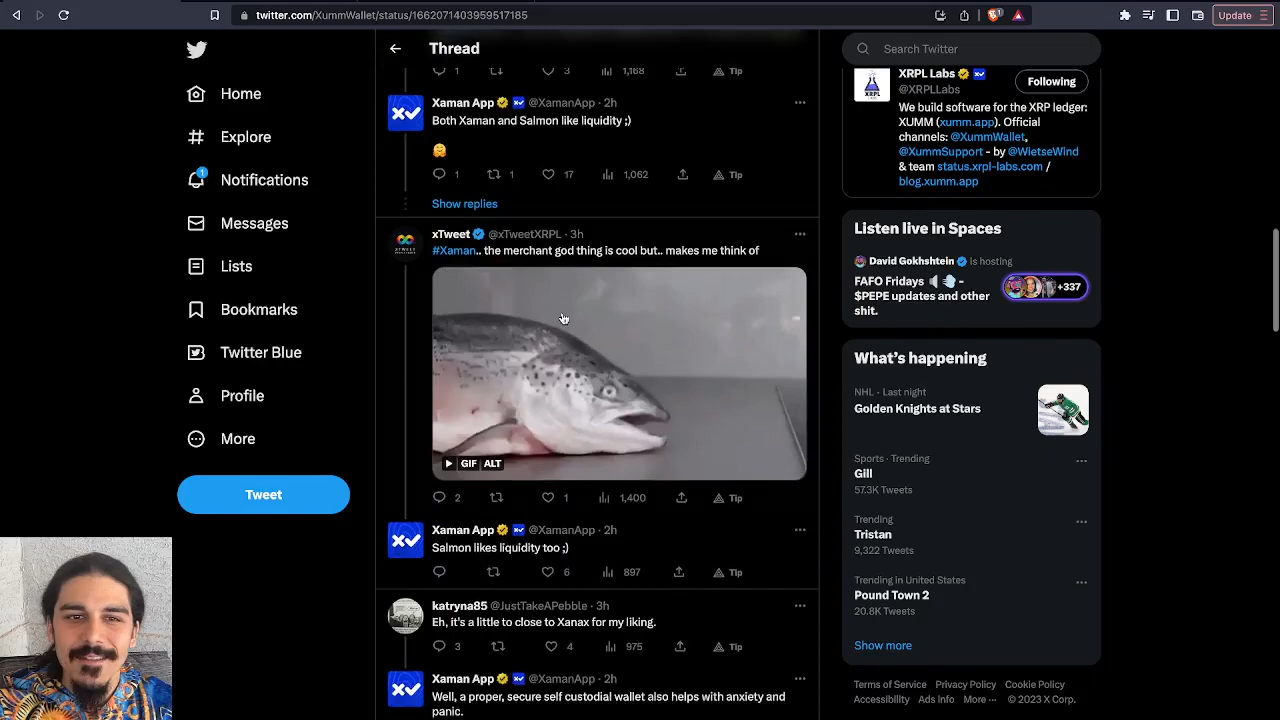 twitter.com/XummWallet/status/1662071403959517185
Update
Home
Explore
1
Notifications
Messages
Lists
Bookmarks
Twitter Blue
Profile
More
Tweet
Thread
1
3
1,168
Tip
Xaman App @XamanApp · 2h
Both Xaman and Salmon like liquidity ;)
1
1
17
1,062
Tip
Show replies
xTweet @xTweetXRPL · 3h
#Xaman.. the merchant god thing is cool but.. makes me think of
GIF ALT
2
1
1,400
Tip
Xaman App @XamanApp · 2h
Salmon likes liquidity too ;)
6
897
Tip
katryna85 @JustTakeAPebble · 3h
Eh, it's a little to close to Xanax for my liking.
3
4
975
Tip
Xaman App @XamanApp · 2h
Well, a proper, secure self custodial wallet also helps with anxiety and
panic.
Search Twitter
XRPL Labs
@XRPLLabs
Following
We build software for the XRP ledger:
XUMM (xumm.app). Official
channels: @XummWallet,
@XummSupport - by @WietseWind
& team status.xrpl-labs.com /
blog.xumm.app
Listen live in Spaces
David Gokhshtein is hosting
FAFO Fridays -
$PEPE updates and other
shit.
+337
What's happening
NHL · Last night
Golden Knights at Stars
Sports · Trending
Gill
57.3K Tweets
Trending
Tristan
9,322 Tweets
Trending in United States
Pound Town 2
20.8K Tweets
Show more
Terms of Service Privacy Policy Cookie Policy
Accessibility Ads info More ··· © 2023 X Corp.